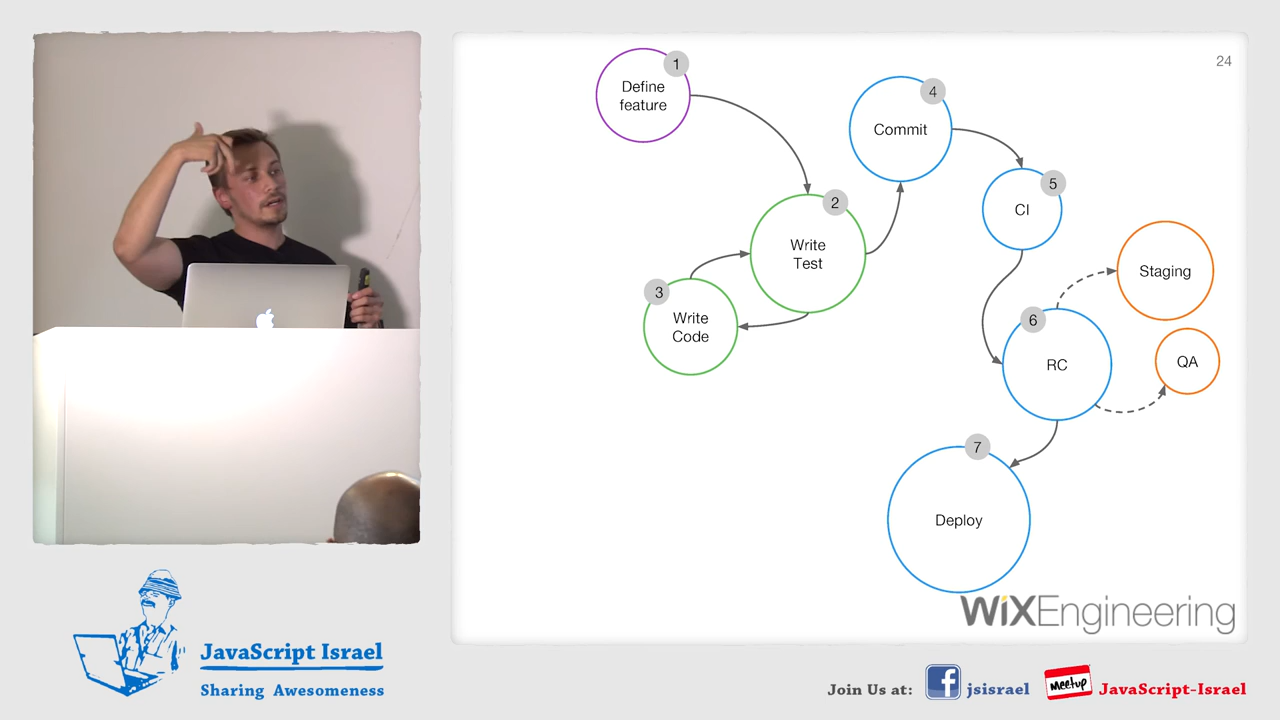 24
1
Define
feature
2
Write
Test
3
Write
Code
4
Commit
5
CI
6
RC
Staging
QA
7
Deploy
WiXEngineering
JavaScript Israel
Sharing Awesomeness
Join Us at:
jsisrael
Meetup
JavaScript-Israel